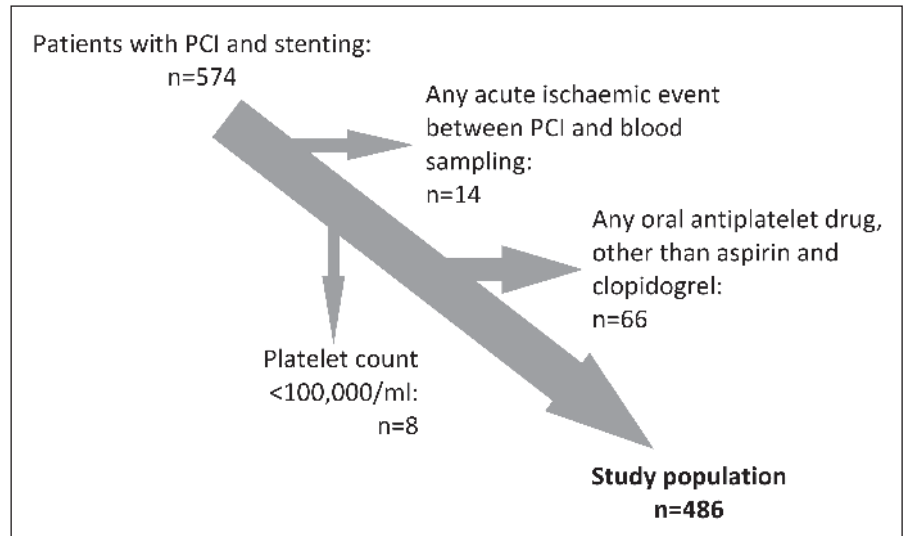 Patients with PCI and stenting:
n=574
Any acute ischaemic event
between PCI and blood
sampling:
n=14
Any oral antiplatelet drug,
other than aspirin and
clopidogrel:
n=66
Platelet count
<100,000/ml:
n=8
Study population
n=486